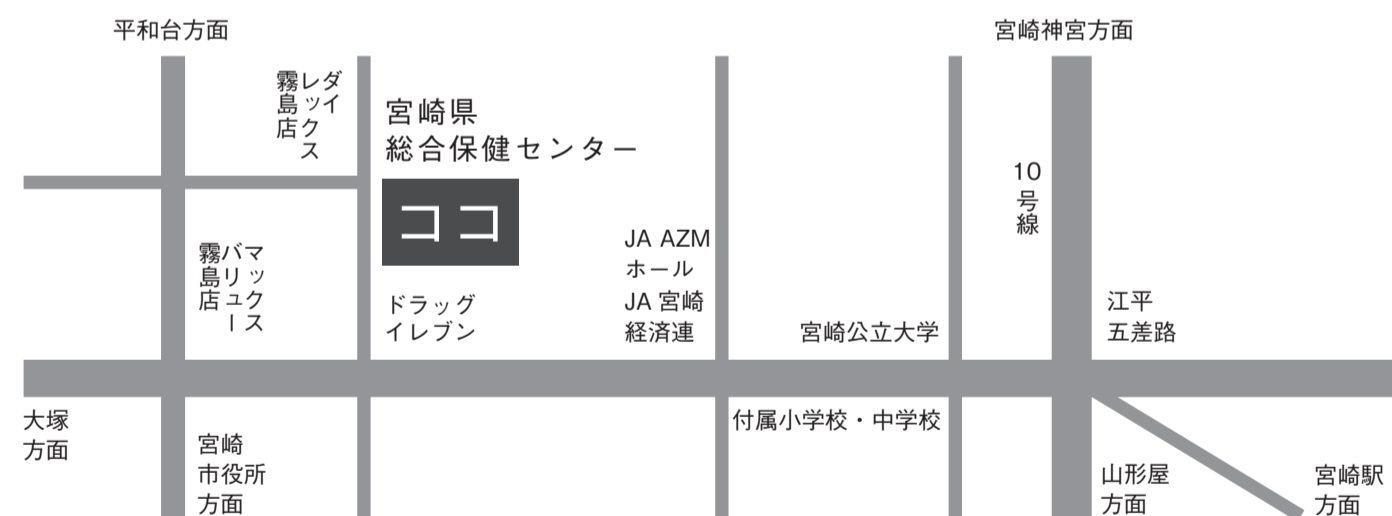 平和台方面
宮崎神宮方面
ダイ
レックス
霧島店
宮崎県
総合保健センター
ココ
10号線
マックス
バリュー
霧島店
ドラッグ
イレブン
JA AZM
ホール
JA 宮崎
経済連
宮崎公立大学
江平
五差路
大塚
方面
宮崎
市役所
方面
付属小学校・中学校
山形屋
方面
宮崎駅
方面